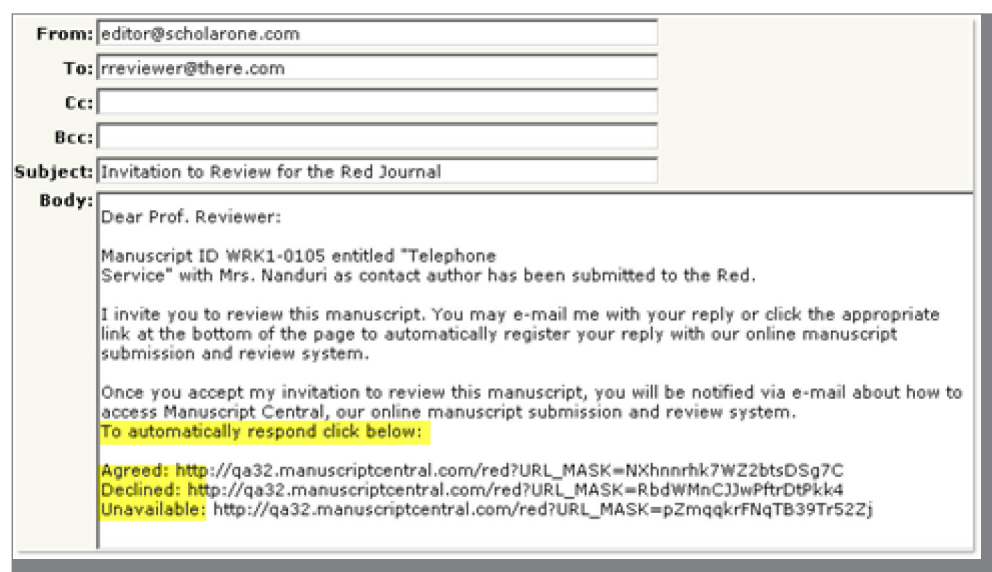 From: editor@scholarone.com
To: rreviewer@there.com
Cc:
Bcc:
Subject: Invitation to Review for the Red Journal
Body:
Dear Prof. Reviewer:
Manuscript ID WRK1-0105 entitled "Telephone
Service" with Mrs. Nanduri as contact author has been submitted to the Red.
I invite you to review this manuscript. You may e-mail me with your reply or click the appropriate
link at the bottom of the page to automatically register your reply with our online manuscript
submission and review system.
Once you accept my invitation to review this manuscript, you will be notified via e-mail about how to
access Manuscript Central, our online manuscript submission and review system.
To automatically respond click below:
Agreed: http://qa32.manuscriptcentral.com/red?URL_MASK=NXhnnrhk7WZ2btsDSg7C
Declined: http://qa32.manuscriptcentral.com/red?URL_MASK=RbdWMnCJJwPftrDtPkk4
Unavailable: http://qa32.manuscriptcentral.com/red?URL_MASK=pZmqqkrFNqTB39Tr52Zj